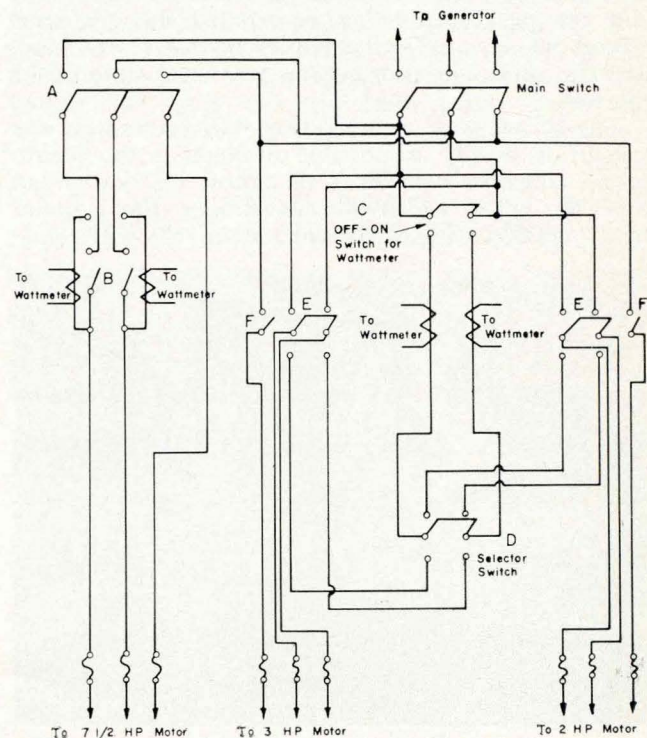 To Generator
A
Main Switch
C
OFF-ON
Switch for
Wattmeter
To
Wattmeter
B
To
Wattmeter
F
E
To
Wattmeter
To
Wattmeter
E
F
D
Selector
Switch
To 7 1/2 HP Motor
To 3 HP Motor
To 2 HP Motor